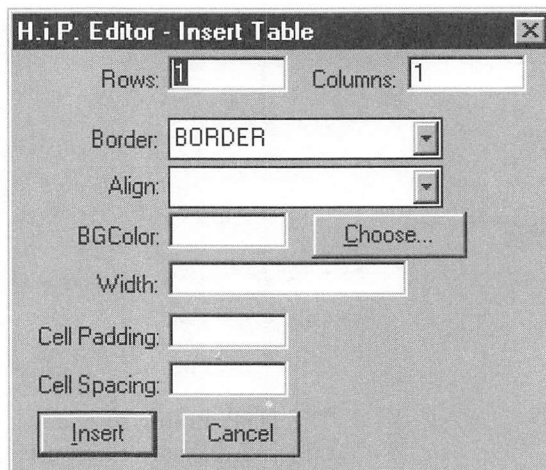 H.i.P. Editor - Insert Table
Rows: 1 Columns: 1
Border: BORDER
Align:
BGColor: Choose...
Width:
Cell Padding:
Cell Spacing:
Insert Cancel